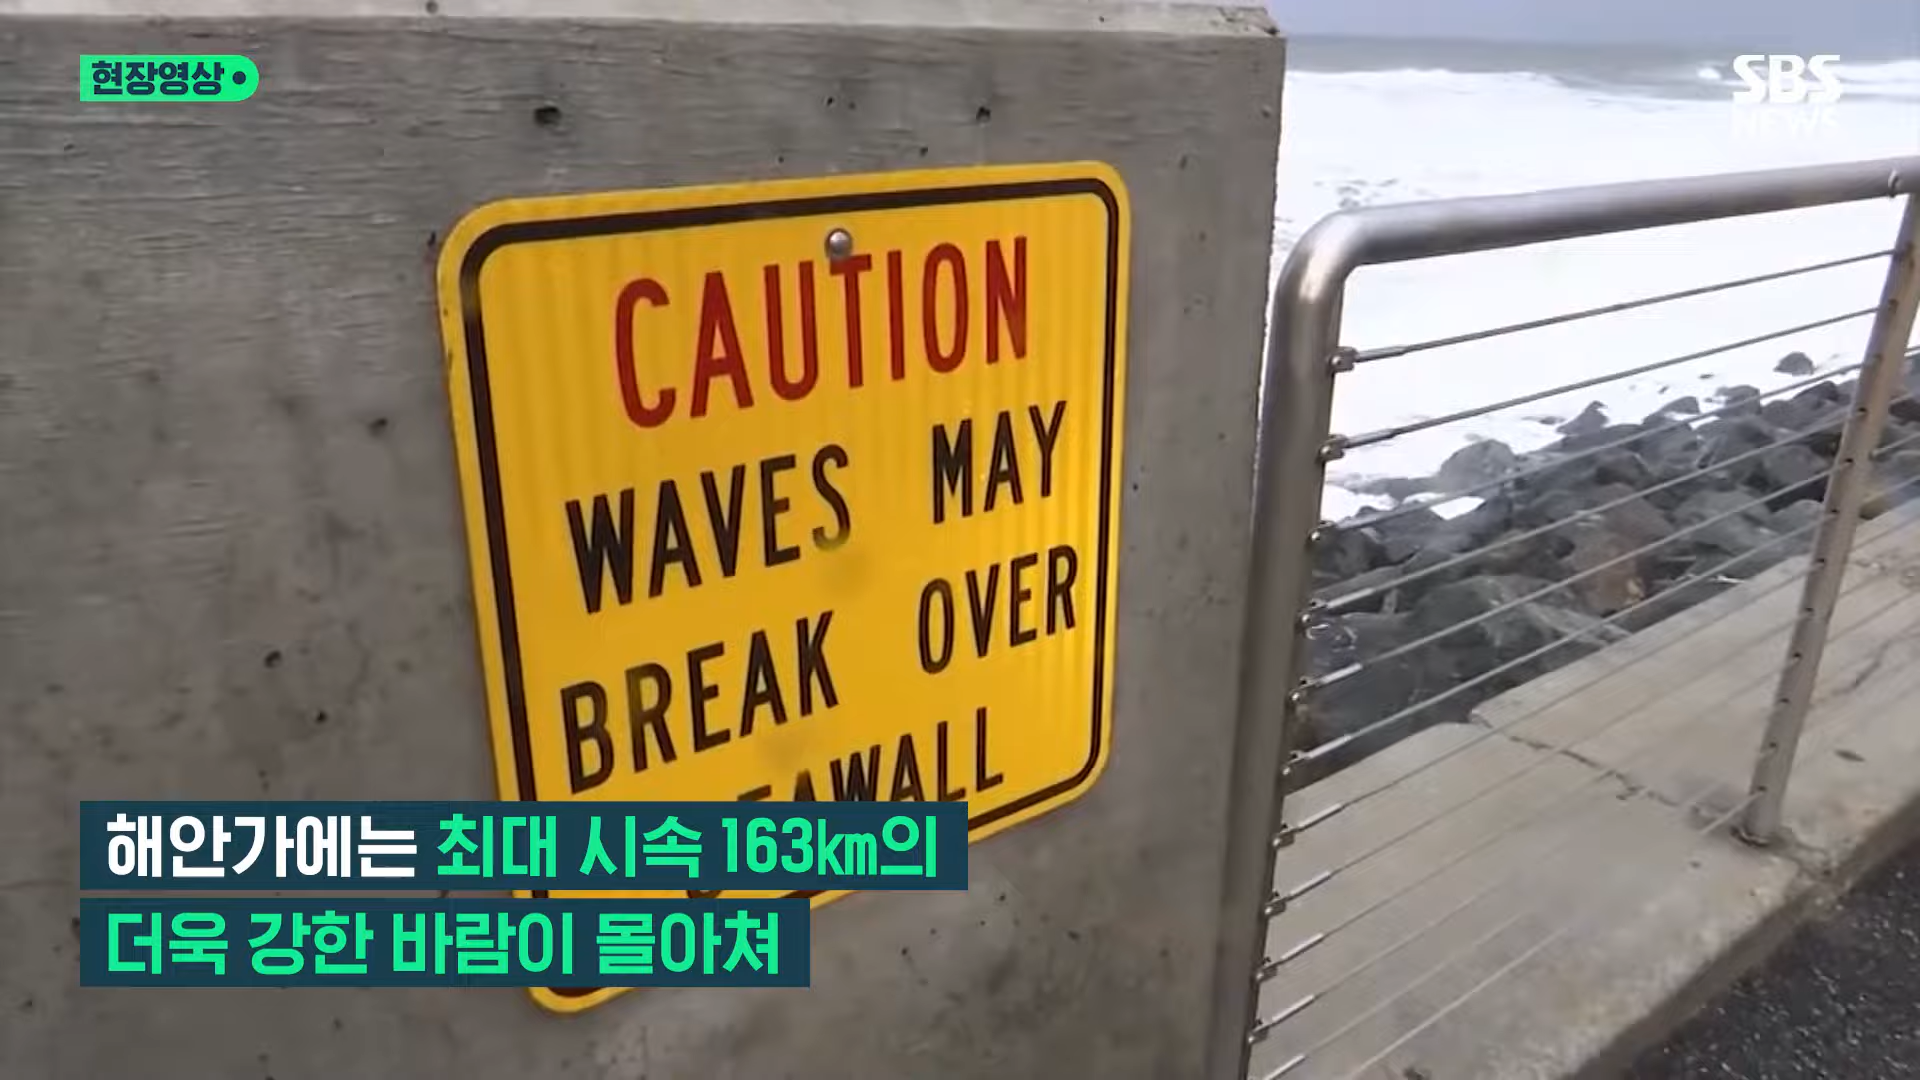 현장영상
SBS
NEWS
CAUTION
WAVES MAY
BREAK OVER
해안가에는 최대 시속 163㎞의
더욱 강한 바람이 몰아쳐